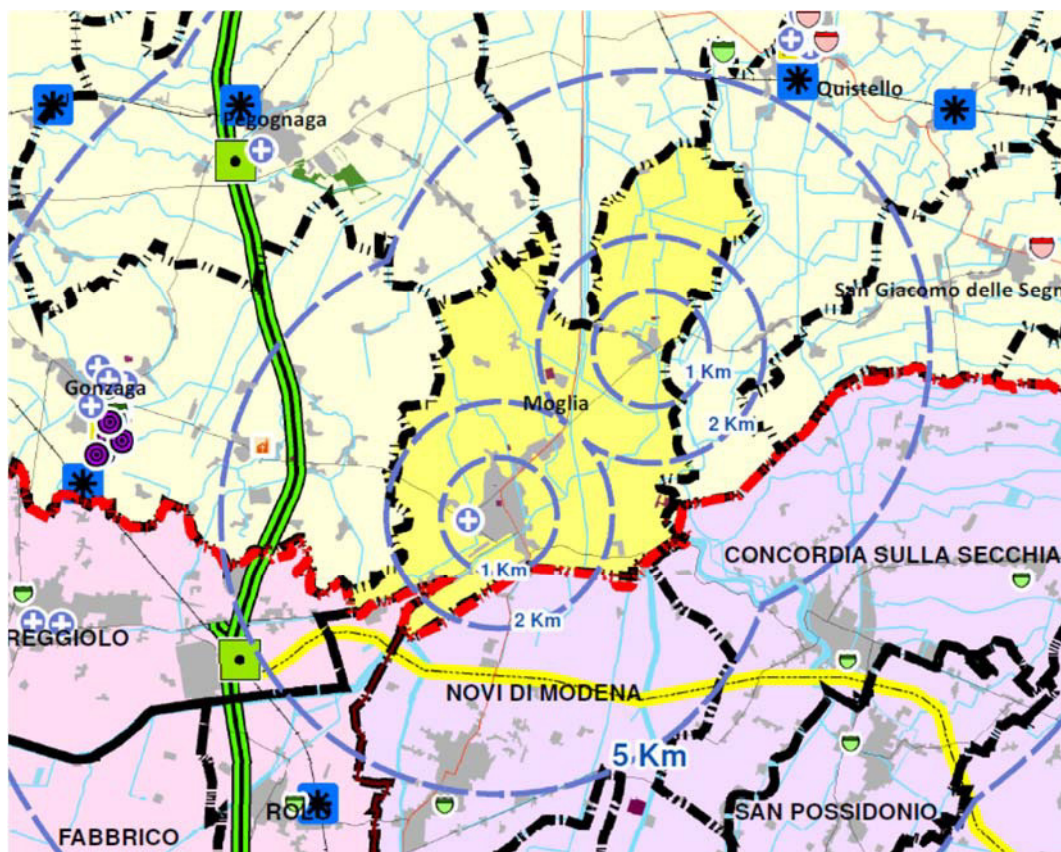 Quistello
Pegognaga
San Giacomo delle Segn
Gonzaga
1 Km
Moglia
2 Km
CONCORDIA SULLA SECCHIA
1 Km
2 Km
REGGIOLO
NOVI DI MODENA
5 Km
ROLO
SAN POSSIDONIO
FABBRICO